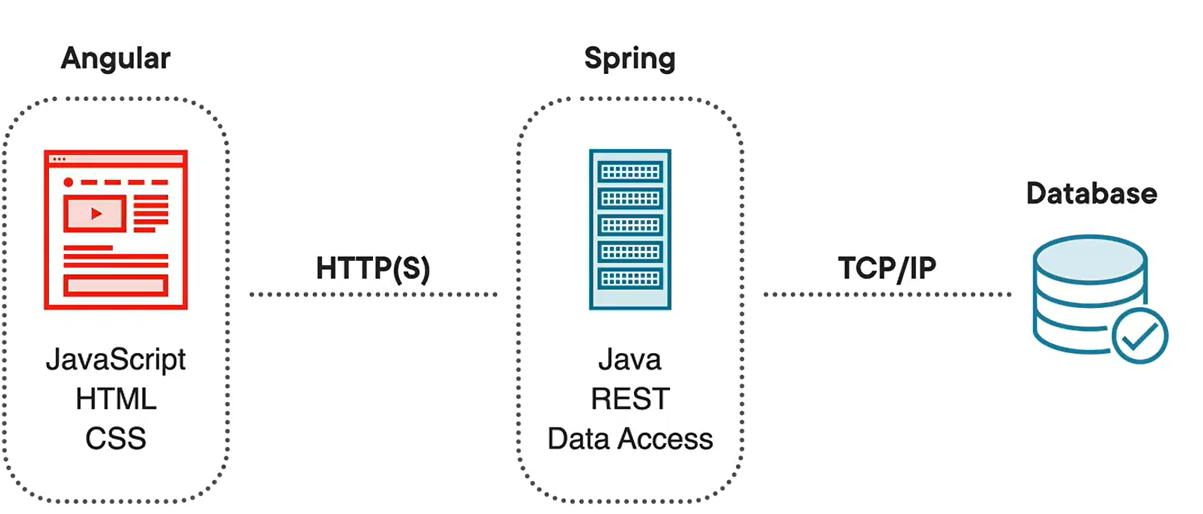 Angular
JavaScript
HTML
CSS
HTTP(S)
Spring
Java
REST
Data Access
TCP/IP
Database